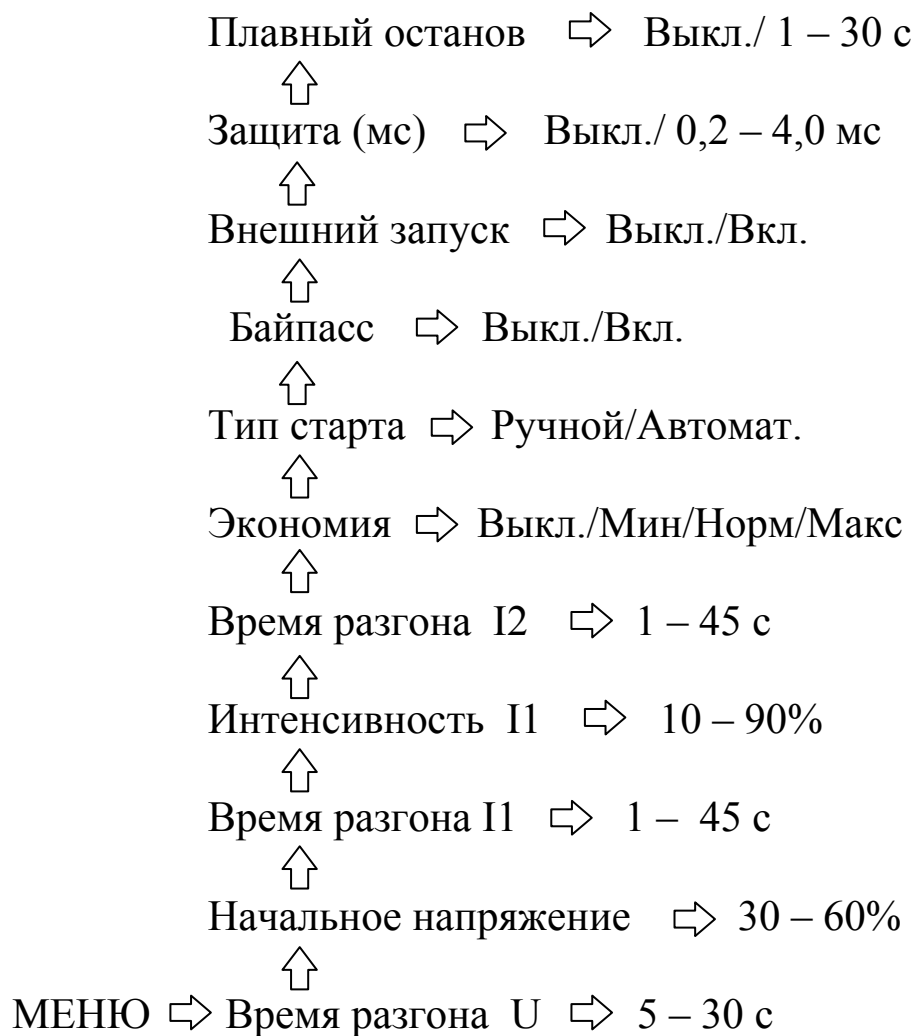 Плавный останов ⇨ Выкл./ 1 – 30 с
Защита (мс) ⇨ Выкл./ 0,2 – 4,0 мс
Внешний запуск ⇨ Выкл./Вкл.
Байпасс ⇨ Выкл./Вкл.
Тип старта ⇨ Ручной/Автомат.
Экономия ⇨ Выкл./Мин/Норм/Макс
Время разгона I2 ⇨ 1 – 45 с
Интенсивность I1 ⇨ 10 – 90%
Время разгона I1 ⇨ 1 – 45 с
Начальное напряжение ⇨ 30 – 60%
МЕНЮ ⇨ Время разгона U ⇨ 5 – 30 с